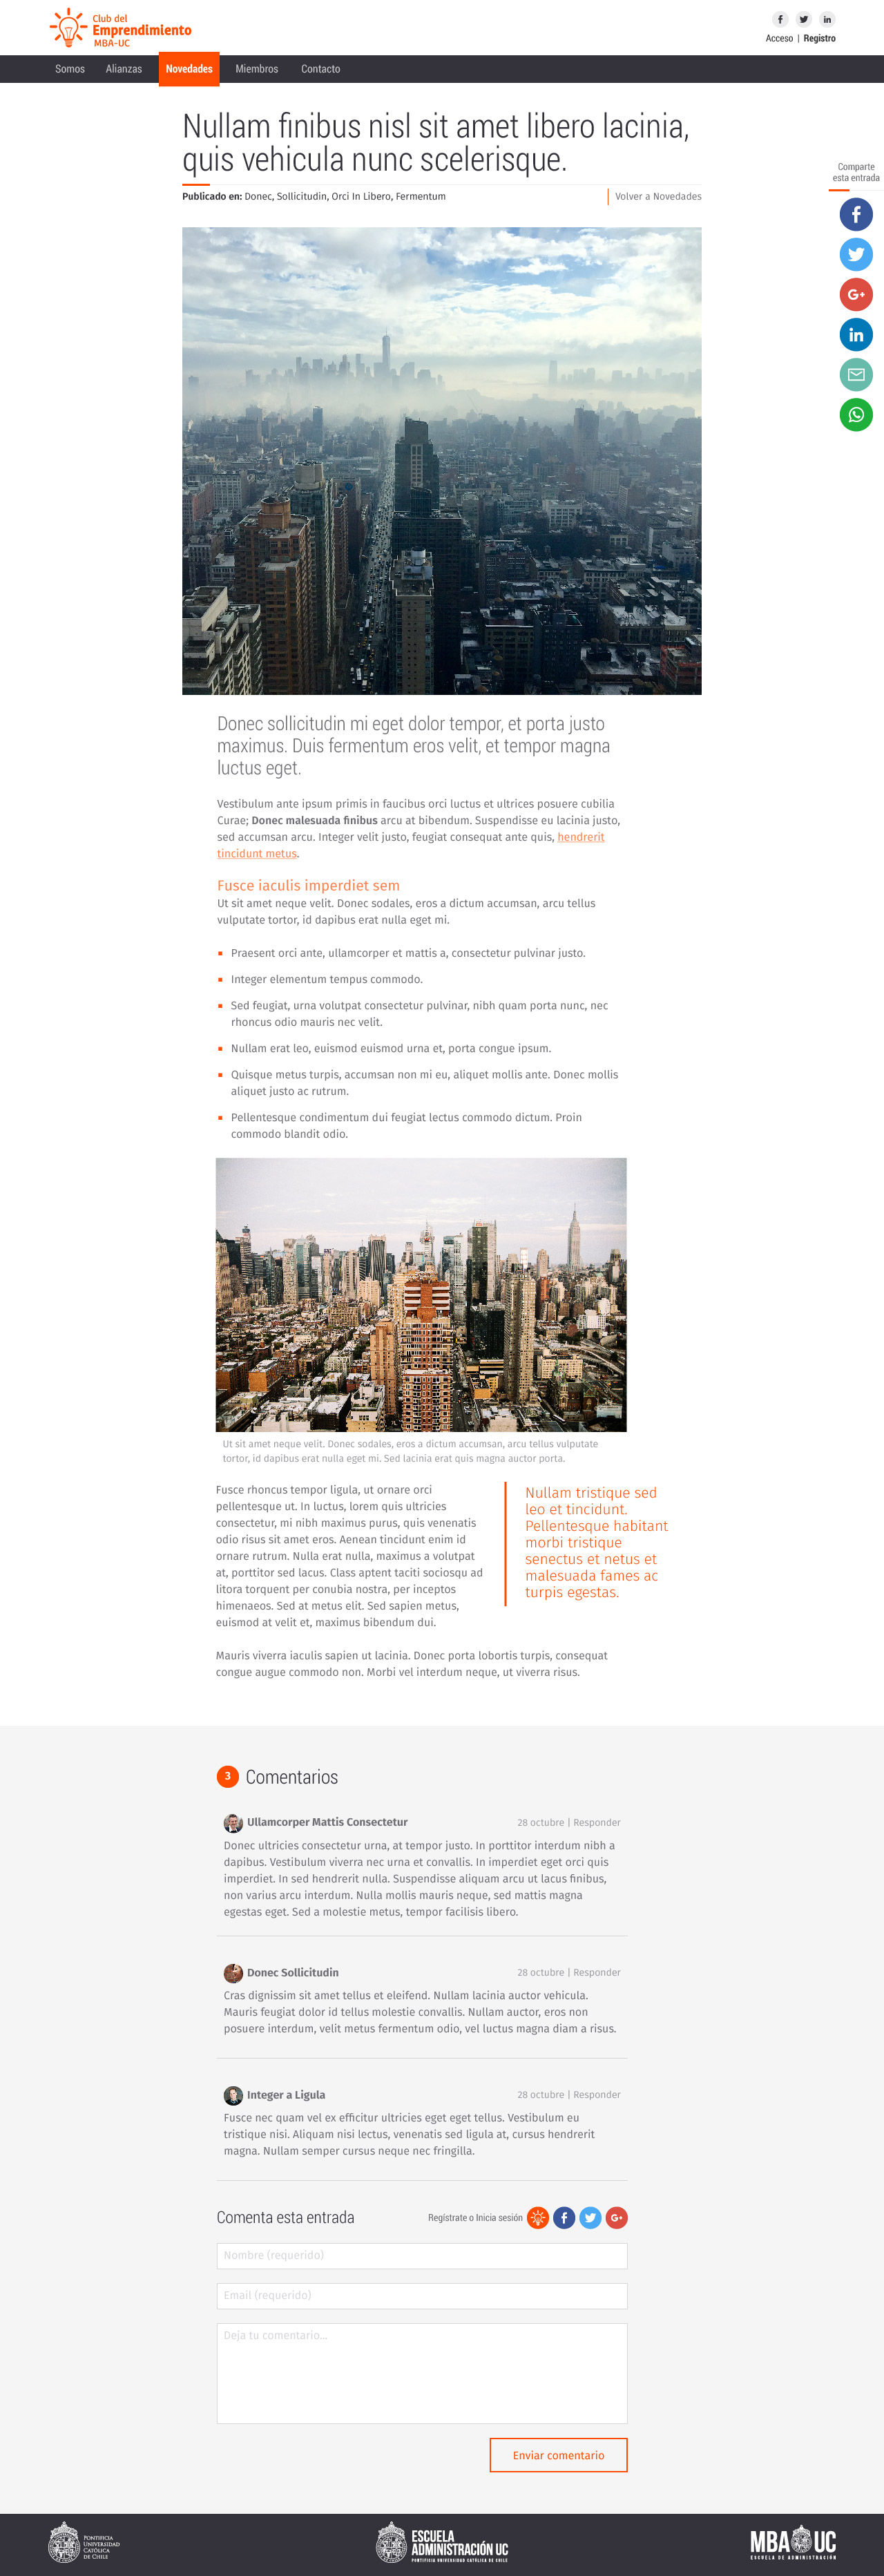 Club del
Emprendimiento
MBA-UC
Acceso | Registro
Somos Alianzas Novedades Miembros Contacto
Nullam finibus nisl sit amet libero lacinia,
quis vehicula nunc scelerisque.
Comparte
esta entrada
Publicado en: Donec, Sollicitudin, Orci In Libero, Fermentum
Volver a Novedades
Donec sollicitudin mi eget dolor tempor, et porta justo
maximus. Duis fermentum eros velit, et tempor magna
luctus eget.
Vestibulum ante ipsum primis in faucibus orci luctus et ultrices posuere cubilia
Curae; Donec malesuada finibus arcu at bibendum. Suspendisse eu lacinia justo,
sed accumsan arcu. Integer velit justo, feugiat consequat ante quis, hendrerit
tincidunt metus.
Fusce iaculis imperdiet sem
Ut sit amet neque velit. Donec sodales, eros a dictum accumsan, arcu tellus
vulputate tortor, id dapibus erat nulla eget mi.
Praesent orci ante, ullamcorper et mattis a, consectetur pulvinar justo.
Integer elementum tempus commodo.
Sed feugiat, urna volutpat consectetur pulvinar, nibh quam porta nunc, nec
rhoncus odio mauris nec velit.
Nullam erat leo, euismod euismod urna et, porta congue ipsum.
Quisque metus turpis, accumsan non mi eu, aliquet mollis ante. Donec mollis
aliquet justo ac rutrum.
Pellentesque condimentum dui feugiat lectus commodo dictum. Proin
commodo blandit odio.
Ut sit amet neque velit. Donec sodales, eros a dictum accumsan, arcu tellus vulputate
tortor, id dapibus erat nulla eget mi. Sed lacinia erat quis magna auctor porta.
Fusce rhoncus tempor ligula, ut ornare orci
pellentesque ut. In luctus, lorem quis ultricies
consectetur, mi nibh maximus purus, quis venenatis
odio risus sit amet eros. Aenean tincidunt enim id
ornare rutrum. Nulla erat nulla, maximus a volutpat
at, porttitor sed lacus. Class aptent taciti sociosqu ad
litora torquent per conubia nostra, per inceptos
himenaeos. Sed at metus elit. Sed sapien metus,
euismod at velit et, maximus bibendum dui.
Nullam tristique sed
leo et tincidunt.
Pellentesque habitant
morbi tristique
senectus et netus et
malesuada fames ac
turpis egestas.
Mauris viverra iaculis sapien ut lacinia. Donec porta lobortis turpis, consequat
congue augue commodo non. Morbi vel interdum neque, ut viverra risus.
3 Comentarios
Ullamcorper Mattis Consectetur
28 octubre | Responder
Donec ultricies consectetur urna, at tempor justo. In porttitor interdum nibh a
dapibus. Vestibulum viverra nec urna et convallis. In imperdiet eget orci quis
imperdiet. In sed hendrerit nulla. Suspendisse aliquam arcu ut lacus finibus,
non varius arcu interdum. Nulla mollis mauris neque, sed mattis magna
egestas eget. Sed a molestie metus, tempor facilisis libero.
Donec Sollicitudin
28 octubre | Responder
Cras dignissim sit amet tellus et eleifend. Nullam lacinia auctor vehicula.
Mauris feugiat dolor id tellus molestie convallis. Nullam auctor, eros non
posuere interdum, velit metus fermentum odio, vel luctus magna diam a risus.
Integer a Ligula
28 octubre | Responder
Fusce nec quam vel ex efficitur ultricies eget eget tellus. Vestibulum eu
tristique nisi. Aliquam nisi lectus, venenatis sed ligula at, cursus hendrerit
magna. Nullam semper cursus neque nec fringilla.
Comenta esta entrada
Regístrate o Inicia sesión
Nombre (requerido)
Email (requerido)
Deja tu comentario...
Enviar comentario
PONTIFICIA
UNIVERSIDAD
CATÓLICA
DE CHILE
ESCUELA
ADMINISTRACIÓN UC
PONTIFICIA UNIVERSIDAD CATÓLICA DE CHILE
MBA UC
ESCUELA DE ADMINISTRACIÓN